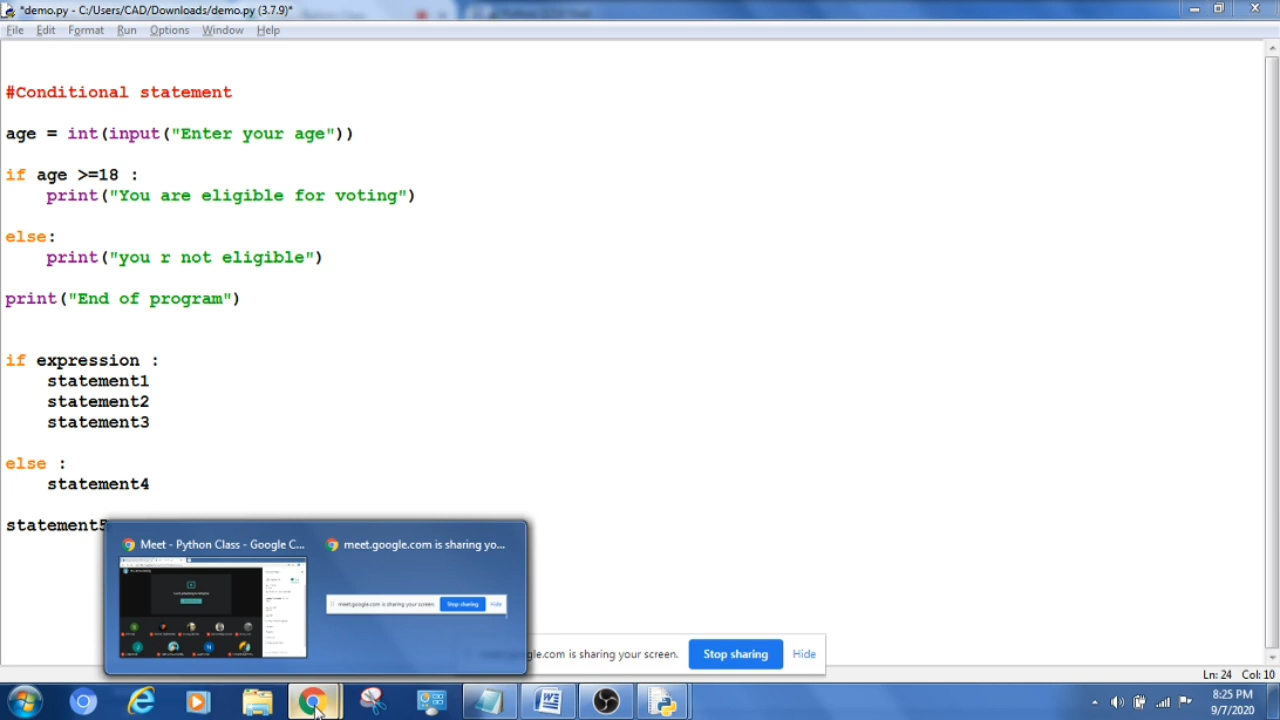 *demo.py - C:/Users/CAD/Downloads/demo.py (3.7.9)*
File Edit Format Run Options Window Help
#Conditional statement
age = int(input("Enter your age"))
if age >=18 :
print("You are eligible for voting")
else:
print("you r not eligible")
print("End of program")
if expression :
statement1
statement2
statement3
else :
statement4
statement5
Meet - Python Class - Google C...
meet.google.com is sharing yo...
meet.google.com is sharing your screen. Stop sharing Hide
gle.com is sharing your screen. Stop sharing Hide
Ln: 24 Col: 10
8:25 PM
9/7/2020